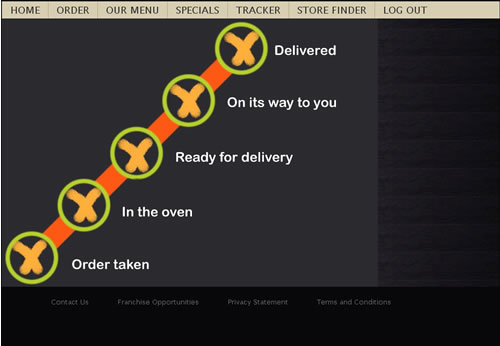 HOME ORDER OUR MENU SPECIALS TRACKER STORE FINDER LOG OUT
Delivered
On its way to you
Ready for delivery
In the oven
Order taken
Contact Us Franchise Opportunities Privacy Statement Terms and Conditions